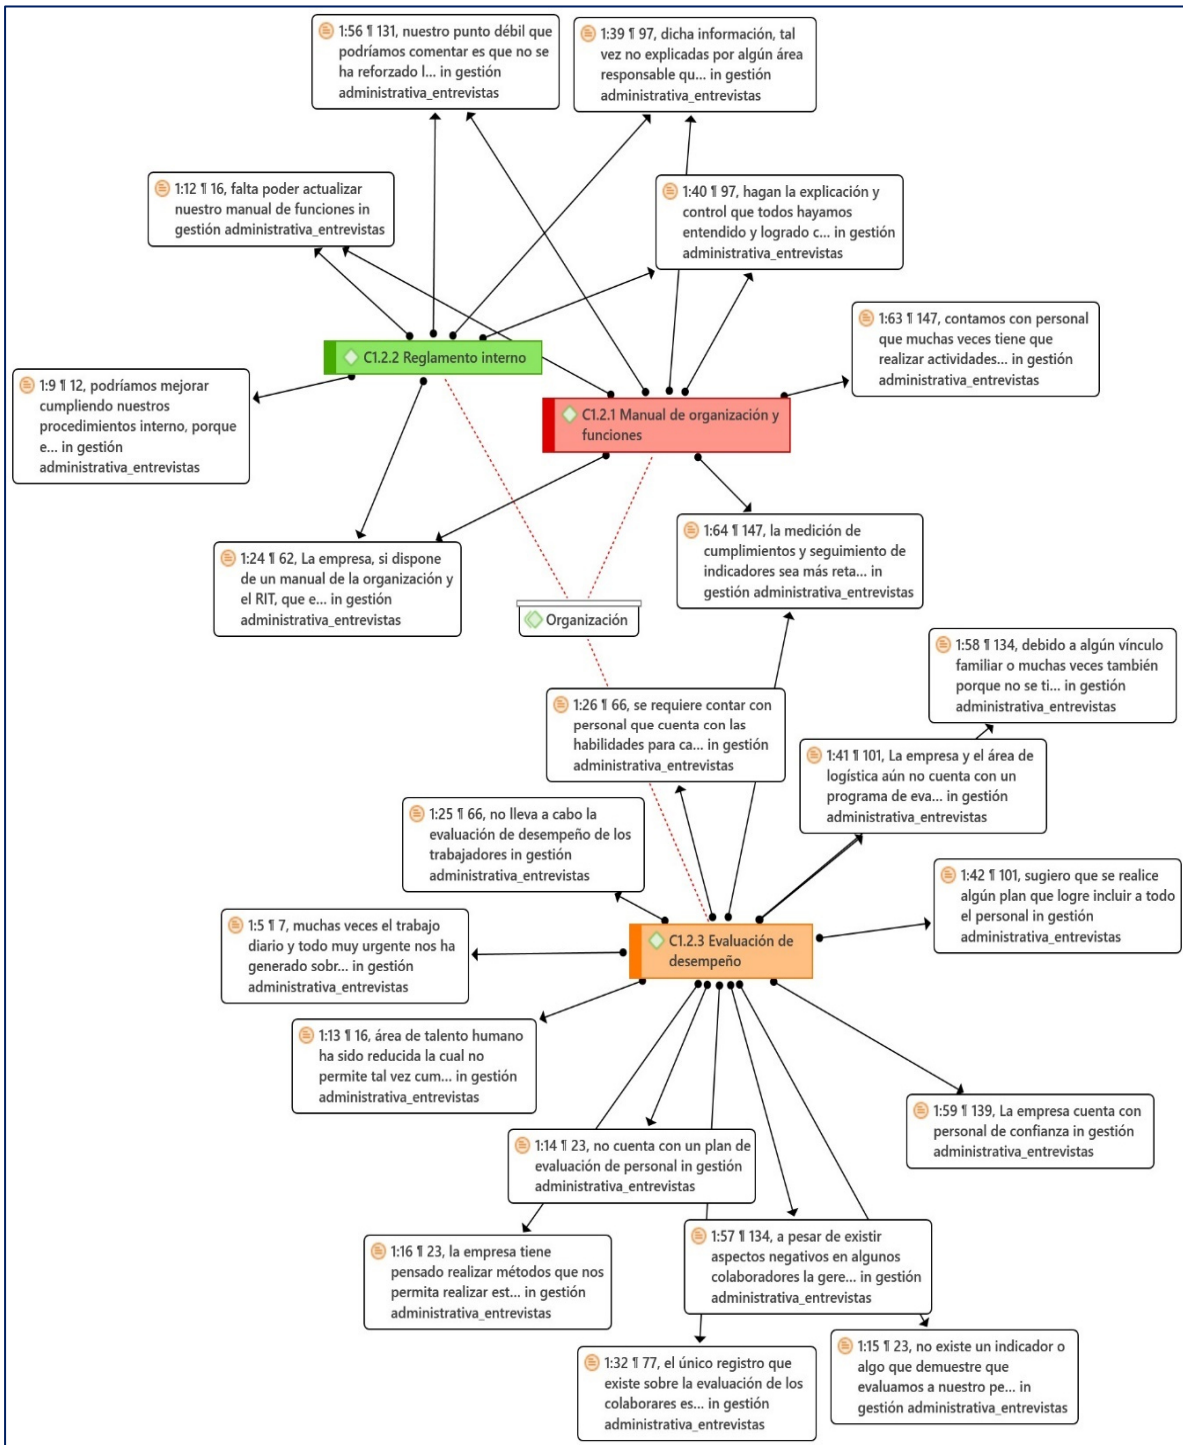 1:56 ¶ 131, nuestro punto débil que
podríamos comentar es que no se
ha reforzado l... in gestión
administrativa_entrevistas
1:39 ¶ 97, dicha información, tal
vez no explicadas por algún área
responsable qu... in gestión
administrativa_entrevistas
1:12 ¶ 16, falta poder actualizar
nuestro manual de funciones in
gestión administrativa_entrevistas
1:40 ¶ 97, hagan la explicación y
control que todos hayamos
entendido y logrado c... in gestión
administrativa_entrevistas
1:63 ¶ 147, contamos con personal
que muchas veces tiene que
realizar actividades... in gestión
administrativa_entrevistas
C1.2.2 Reglamento interno
1:9 ¶ 12, podríamos mejorar
cumpliendo nuestros
procedimientos interno, porque
e... in gestión
administrativa_entrevistas
C1.2.1 Manual de organización y
funciones
1:24 ¶ 62, La empresa, si dispone
de un manual de la organización y
el RIT, que e... in gestión
administrativa_entrevistas
1:64 ¶ 147, la medición de
cumplimientos y seguimiento de
indicadores sea más reta... in
gestión administrativa_entrevistas
Organización
1:58 ¶ 134, debido a algún vínculo
familiar o muchas veces también
porque no se ti... in gestión
administrativa_entrevistas
1:26 ¶ 66, se requiere contar con
personal que cuenta con las
habilidades para ca... in gestión
administrativa_entrevistas
1:41 ¶ 101, La empresa y el área de
logística aún no cuenta con un
programa de eva... in gestión
administrativa_entrevistas
1:25 ¶ 66, no lleva a cabo la
evaluación de desempeño de los
trabajadores in gestión
administrativa_entrevistas
1:42 ¶ 101, sugiero que se realice
algún plan que logre incluir a todo
el personal in gestión
administrativa_entrevistas
1:5 ¶ 7, muchas veces el trabajo
diario y todo muy urgente nos ha
generado sobr... in gestión
administrativa_entrevistas
C1.2.3 Evaluación de
desempeño
1:13 ¶ 16, área de talento humano
ha sido reducida la cual no
permite tal vez cum... in gestión
administrativa_entrevistas
1:59 ¶ 139, La empresa cuenta con
personal de confianza in gestión
administrativa_entrevistas
1:14 ¶ 23, no cuenta con un plan de
evaluación de personal in gestión
administrativa_entrevistas
1:16 ¶ 23, la empresa tiene
pensado realizar métodos que nos
permita realizar est... in gestión
administrativa_entrevistas
1:57 ¶ 134, a pesar de existir
aspectos negativos en algunos
colaboradores la gere... in gestión
administrativa_entrevistas
1:32 ¶ 77, el único registro que
existe sobre la evaluación de los
colaborares es... in gestión
administrativa_entrevistas
1:15 ¶ 23, no existe un indicador o
algo que demuestre que
evaluamos a nuestro pe... in
gestión administrativa_entrevistas